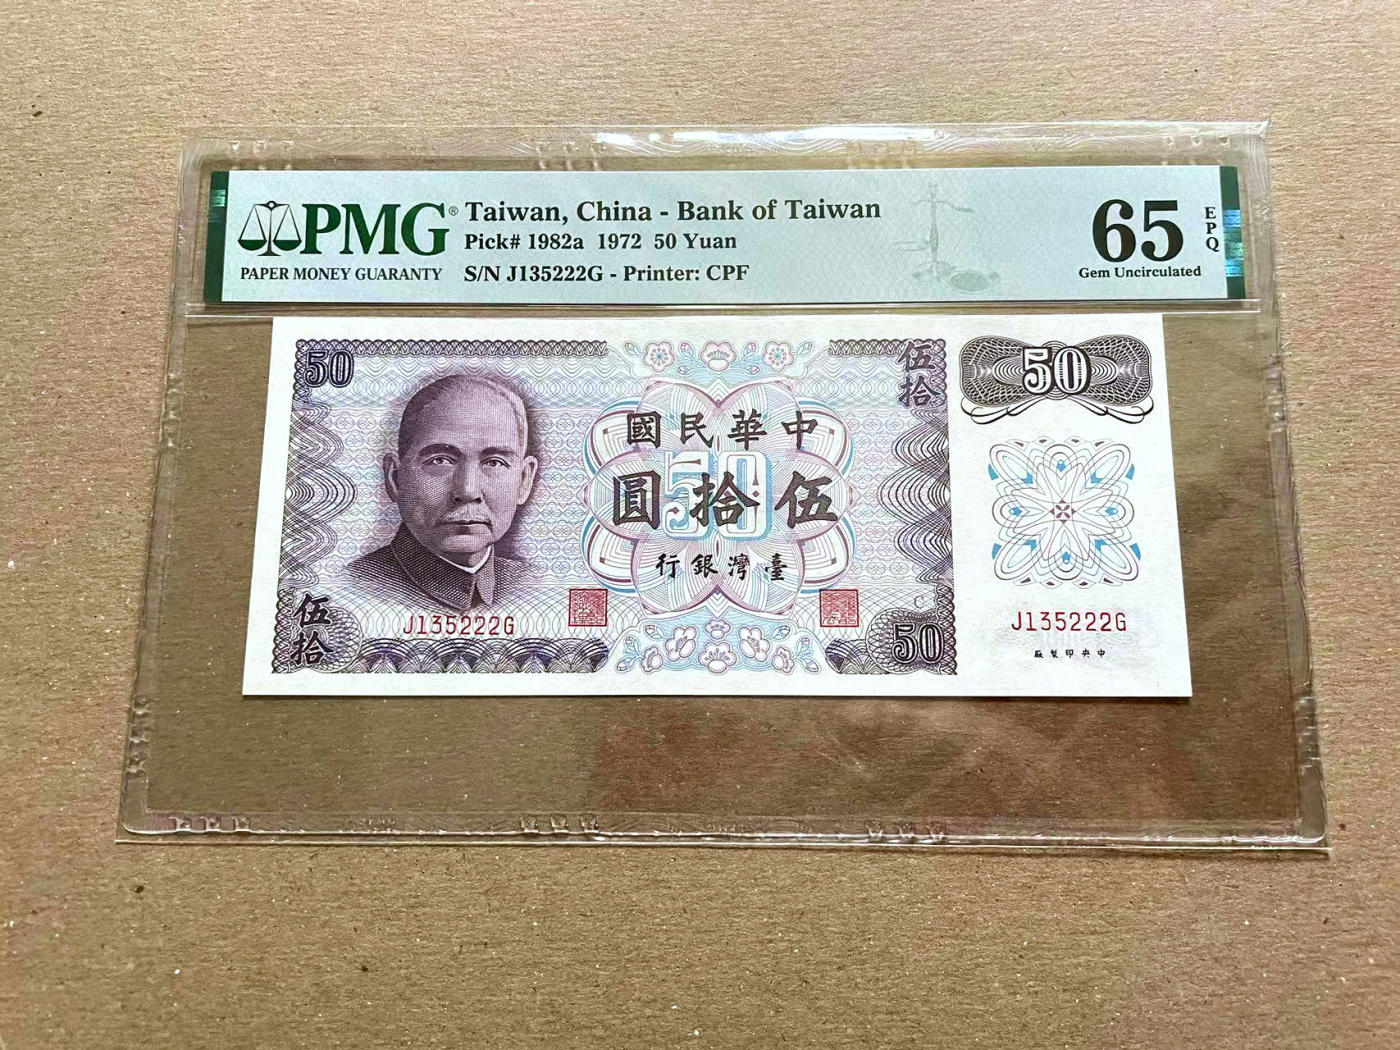 PMG® Taiwan, China - Bank of Taiwan
Pick# 1982a 1972 50 Yuan
PAPER MONEY GUARANTY S/N J135222G - Printer: CPF
65 EPQ
Gem Uncirculated
50
伍拾
50
中華民國
50
伍拾圓
臺灣銀行
伍拾
J135222G
C
50
J135222G
中央印製廠